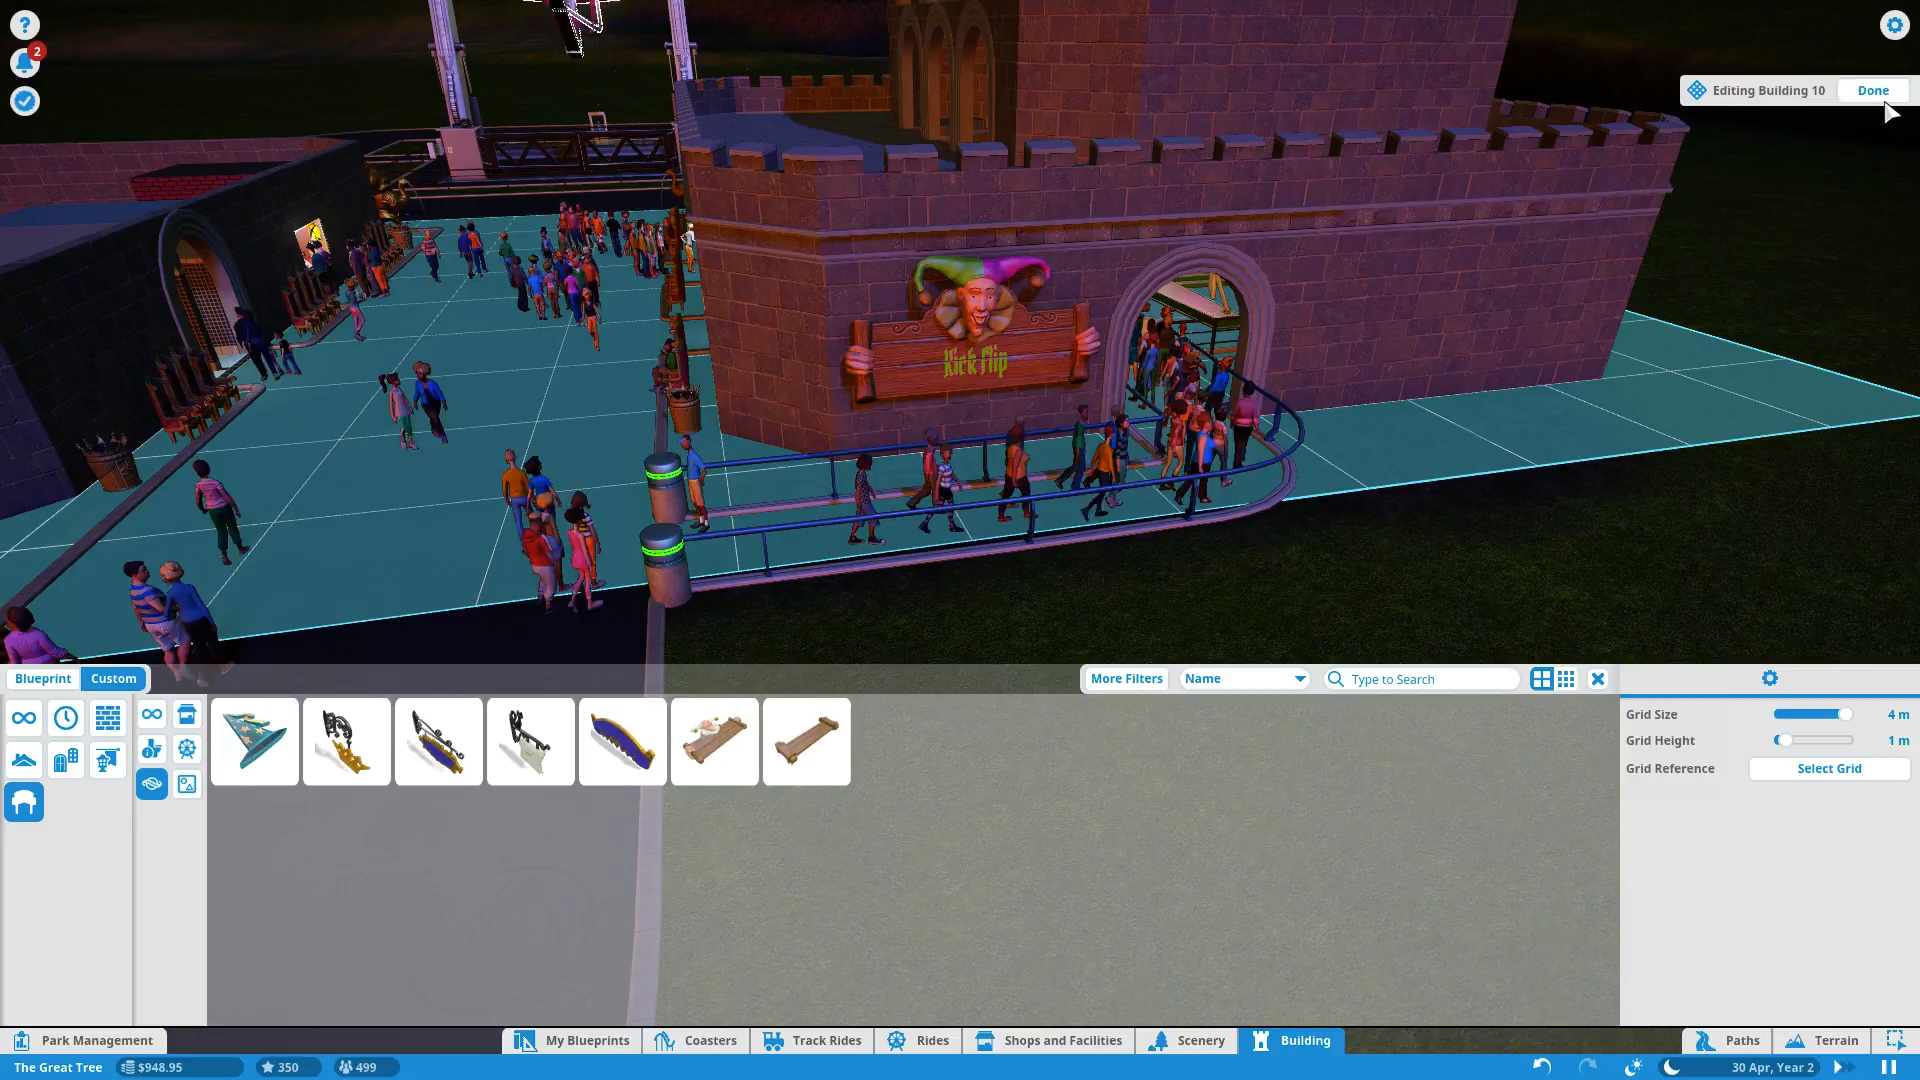 ?
2
Editing Building 10 Done
Kick Flip
Blueprint Custom
More Filters Name Type to Search
Grid Size 4 m
Grid Height 1 m
Grid Reference Select Grid
Park Management My Blueprints Coasters Track Rides Rides Shops and Facilities Scenery Building Paths Terrain
The Great Tree $948.95 350 499 30 Apr, Year 2